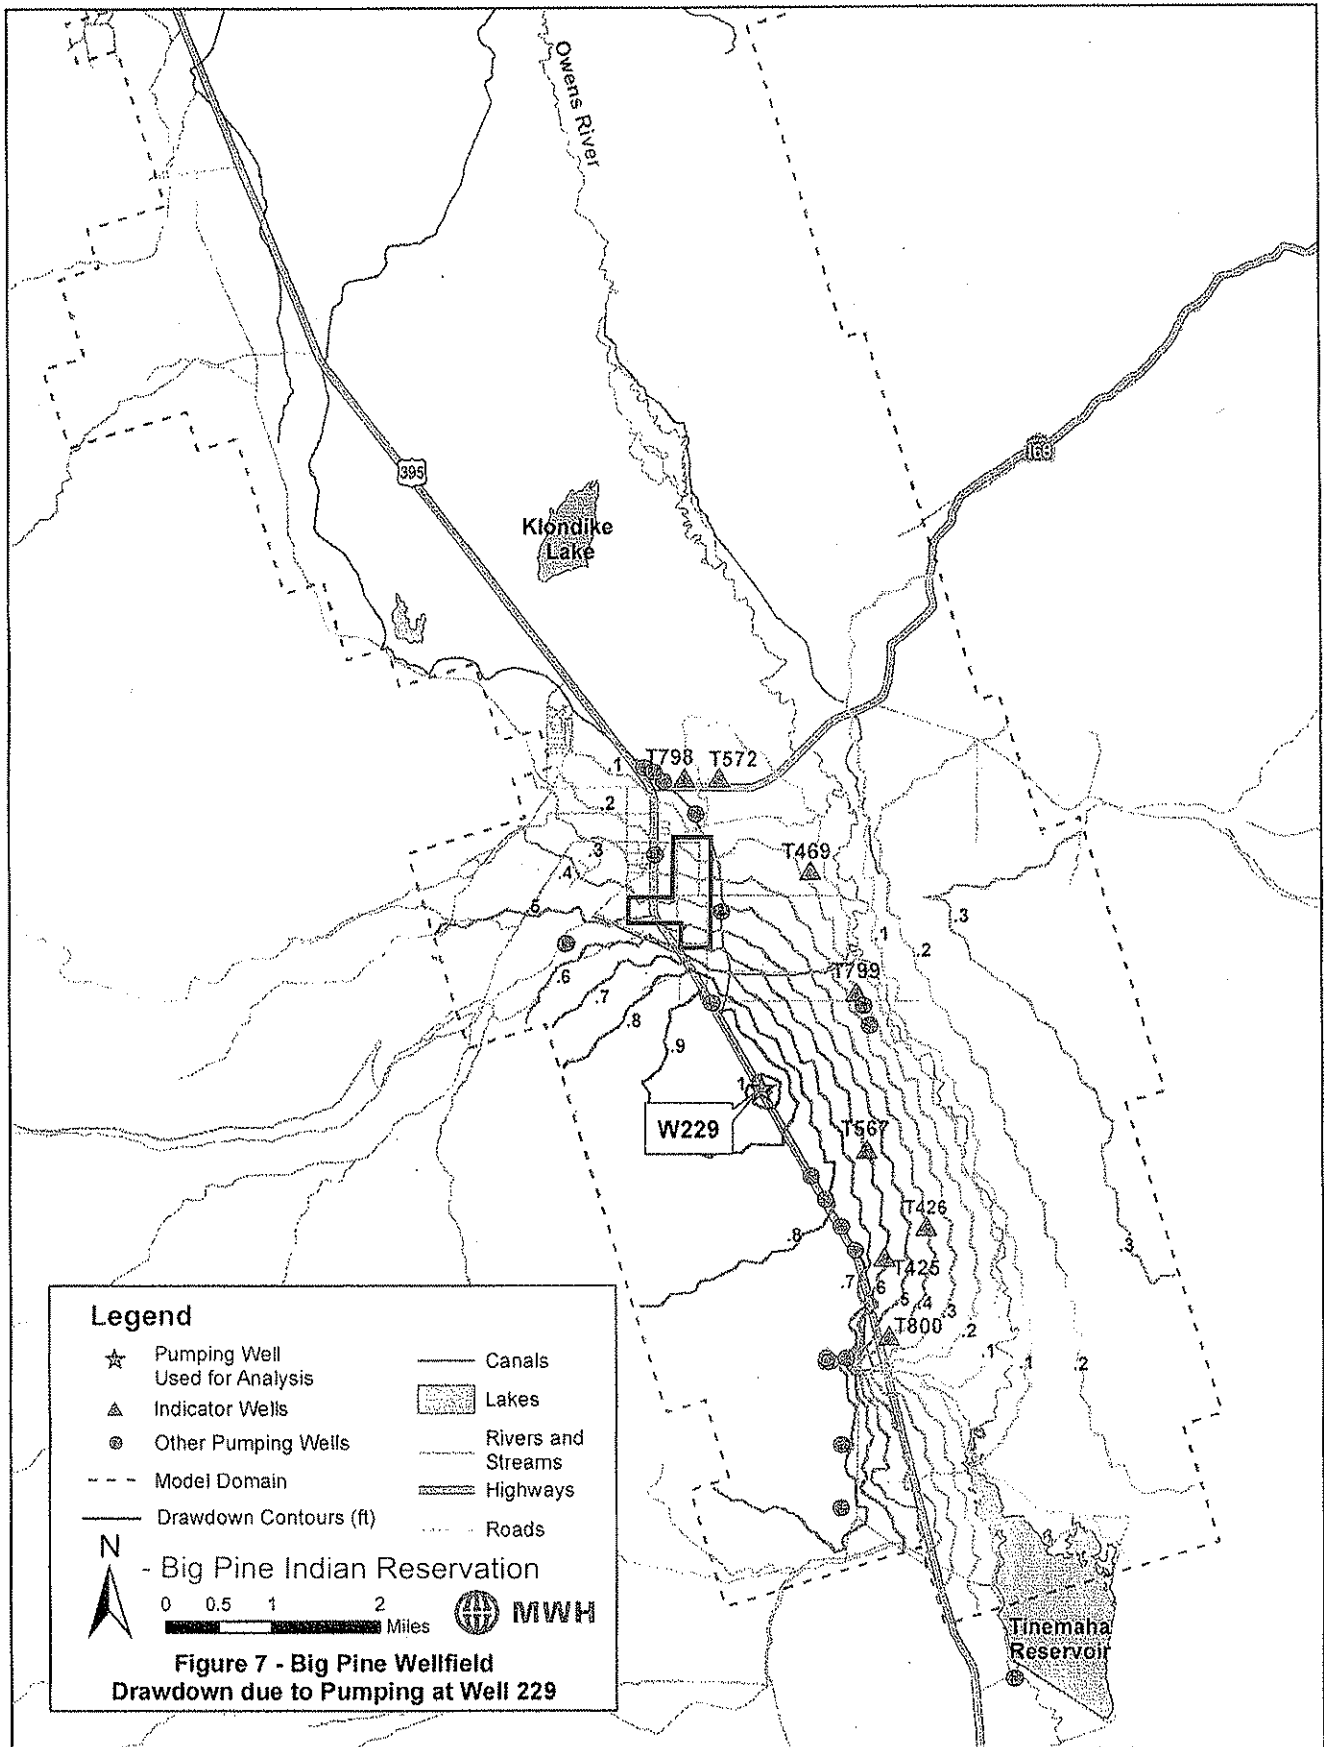 Owens River
168
395
Klondike
Lake
T798
T572
.1
.2
.3
.4
T469
.5
.3
.1
.2
T799
.6
.7
.8
.9
1
W229
T567
T426
.8
.3
T425
.7
.6
.5
.4
.3
T800
.2
.1
.1
.2
Legend
Pumping Well
Used for Analysis
Indicator Wells
Other Pumping Wells
Model Domain
Drawdown Contours (ft)
Canals
Lakes
Rivers and
Streams
Highways
Roads
N
- Big Pine Indian Reservation
0 0.5 1 2
Miles
MWH
Figure 7 - Big Pine Wellfield
Drawdown due to Pumping at Well 229
Tinemaha
Reservoir